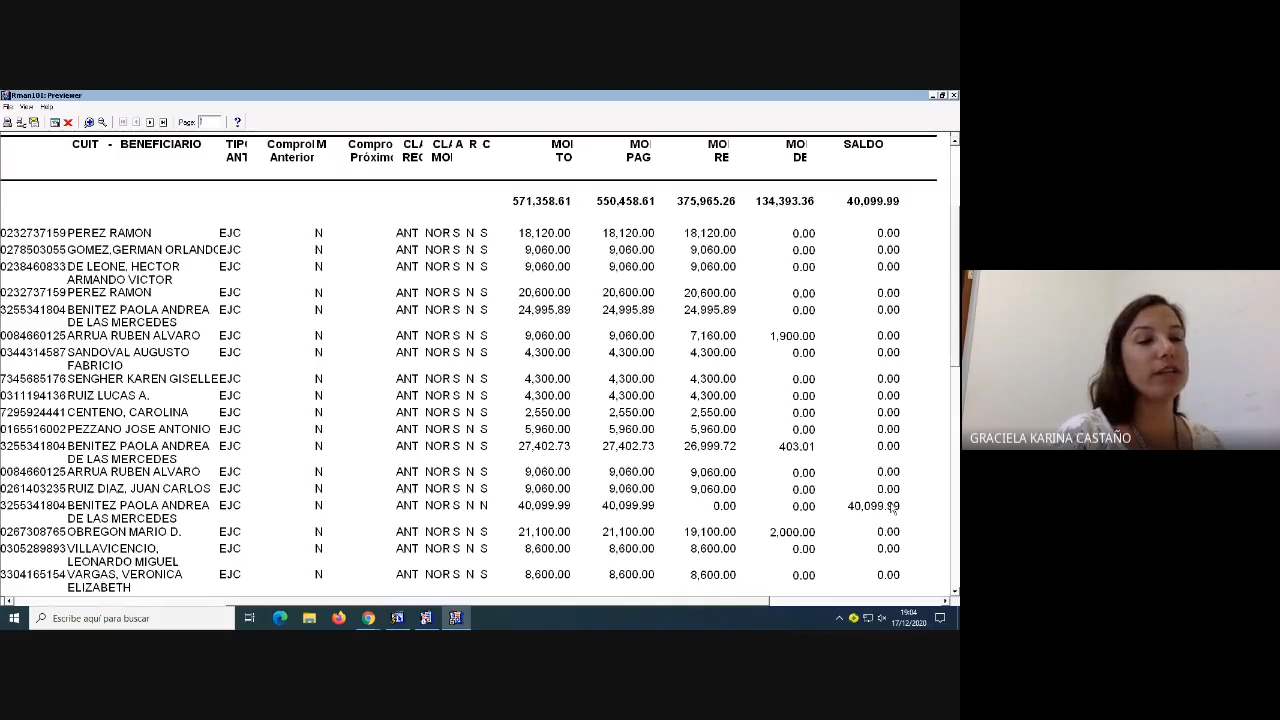 Rman101: Previewer
File View Help
Page: ?
CUIT - BENEFICIARIO TIPO Comprol M Compro CLA CLA A R C MOI MOI MOI MOI SALDO
ANT Anterior Próximo REC MOI TO PAG RE DE
571,358.61 550,458.61 375,965.26 134,393.36 40,099.99
0232737159 PEREZ RAMON EJC N ANT NOR S N S 18,120.00 18,120.00 18,120.00 0.00 0.00
0278503055 GOMEZ,GERMAN ORLANDO EJC N ANT NOR S N S 9,060.00 9,060.00 9,060.00 0.00 0.00
0238460833 DE LEONE, HECTOR EJC N ANT NOR S N S 9,060.00 9,060.00 9,060.00 0.00 0.00
ARMANDO VICTOR
0232737159 PEREZ RAMON EJC N ANT NOR S N S 20,600.00 20,600.00 20,600.00 0.00 0.00
3255341804 BENITEZ PAOLA ANDREA EJC N ANT NOR S N S 24,995.89 24,995.89 24,995.89 0.00 0.00
DE LAS MERCEDES
0084660125 ARRUA RUBEN ALVARO EJC N ANT NOR S N S 9,060.00 9,060.00 7,160.00 1,900.00 0.00
0344314587 SANDOVAL AUGUSTO EJC N ANT NOR S N S 4,300.00 4,300.00 4,300.00 0.00 0.00
FABRICIO
7345685176 SENGHER KAREN GISELLE EJC N ANT NOR S N S 4,300.00 4,300.00 4,300.00 0.00 0.00
0311194136 RUIZ LUCAS A. EJC N ANT NOR S N S 4,300.00 4,300.00 4,300.00 0.00 0.00
7295924441 CENTENO, CAROLINA EJC N ANT NOR S N S 2,550.00 2,550.00 2,550.00 0.00 0.00
0165516002 PEZZANO JOSE ANTONIO EJC N ANT NOR S N S 5,960.00 5,960.00 5,960.00 0.00 0.00
3255341804 BENITEZ PAOLA ANDREA EJC N ANT NOR S N S 27,402.73 27,402.73 26,999.72 403.01 0.00
DE LAS MERCEDES
0084660125 ARRUA RUBEN ALVARO EJC N ANT NOR S N S 9,060.00 9,060.00 9,060.00 0.00 0.00
0261403235 RUIZ DIAZ, JUAN CARLOS EJC N ANT NOR S N S 9,060.00 9,060.00 9,060.00 0.00 0.00
3255341804 BENITEZ PAOLA ANDREA EJC N ANT NOR S N N 40,099.99 40,099.99 0.00 0.00 40,099.99
DE LAS MERCEDES
0267308765 OBREGON MARIO D. EJC N ANT NOR S N S 21,100.00 21,100.00 19,100.00 2,000.00 0.00
0305289893 VILLAVICENCIO, EJC N ANT NOR S N S 8,600.00 8,600.00 8,600.00 0.00 0.00
LEONARDO MIGUEL
3304165154 VARGAS, VERONICA EJC N ANT NOR S N S 8,600.00 8,600.00 8,600.00 0.00 0.00
ELIZABETH
GRACIELA KARINA CASTAÑO
Escribe aquí para buscar
19:04
17/12/2020